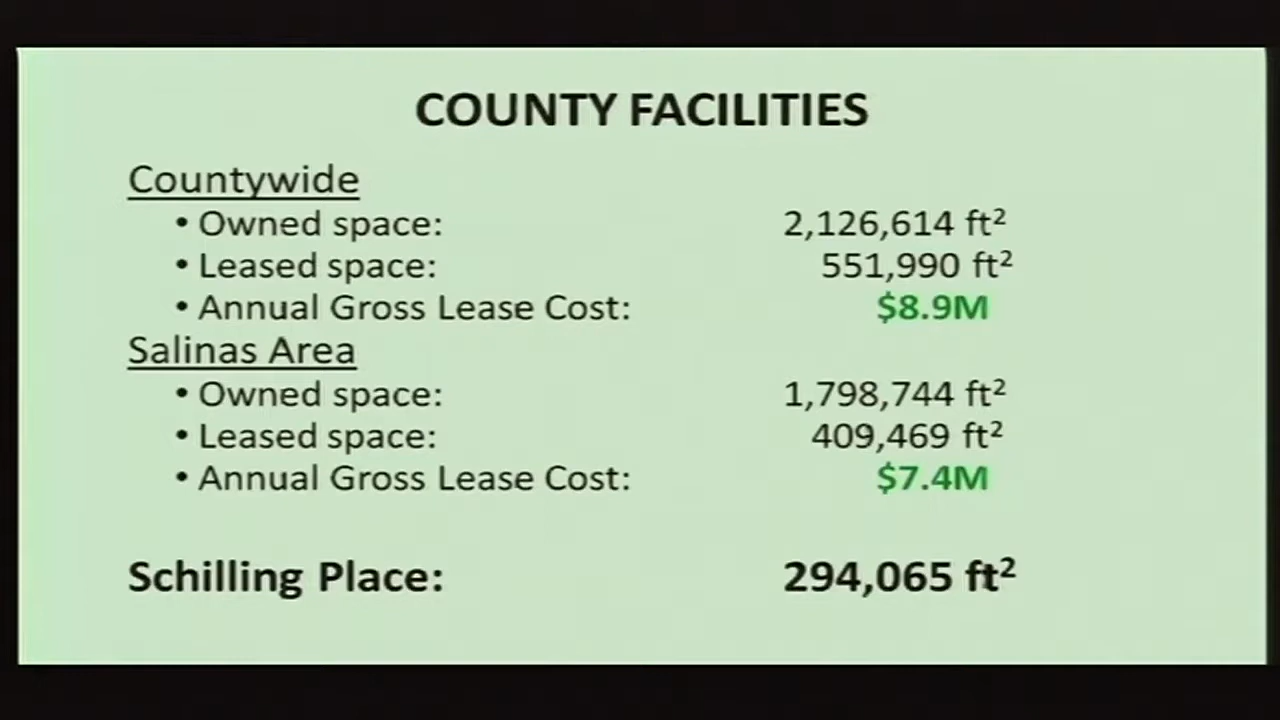 COUNTY FACILITIES
Countywide
• Owned space: 2,126,614 ft²
• Leased space: 551,990 ft²
• Annual Gross Lease Cost: $8.9M
Salinas Area
• Owned space: 1,798,744 ft²
• Leased space: 409,469 ft²
• Annual Gross Lease Cost: $7.4M
Schilling Place: 294,065 ft²